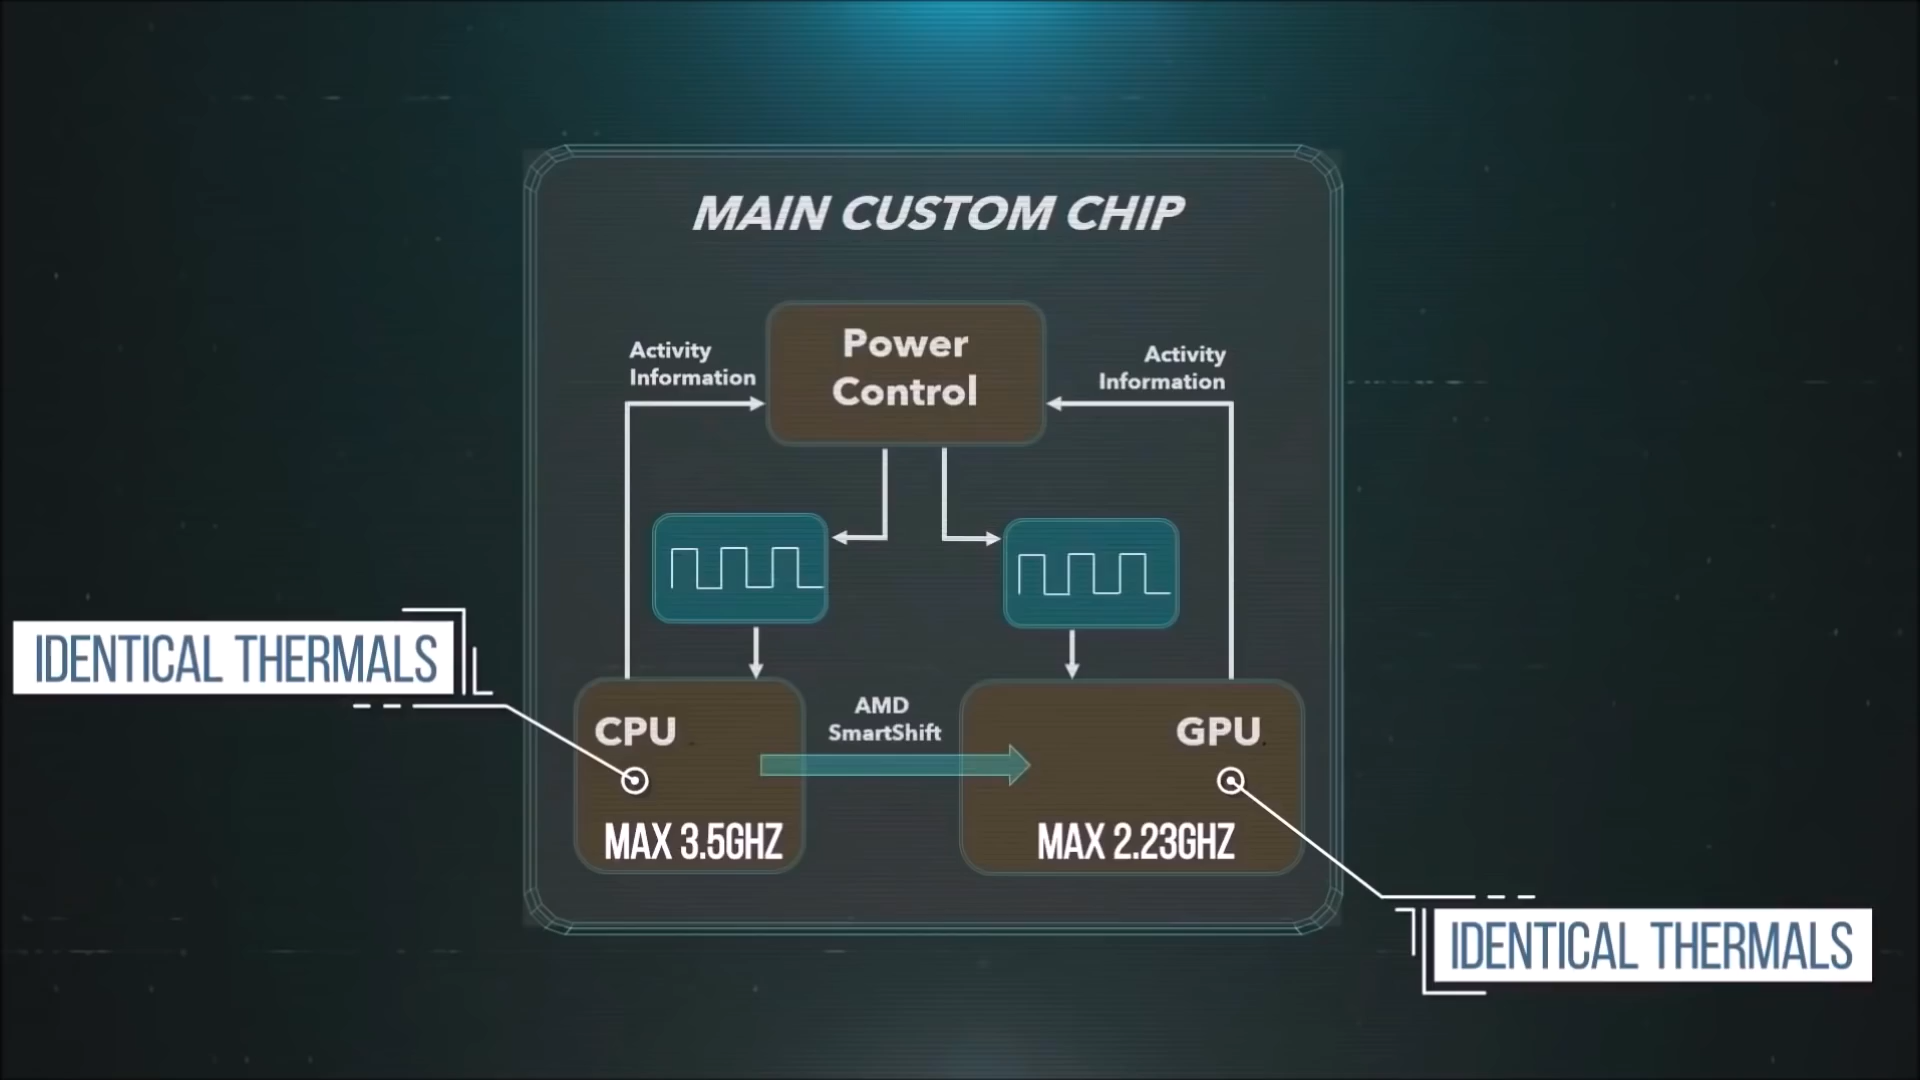 MAIN CUSTOM CHIP
Power
Control
Activity
Information
Activity
Information
IDENTICAL THERMALS
CPU
AMD
SmartShift
GPU
MAX 3.5GHZ
MAX 2.23GHZ
IDENTICAL THERMALS